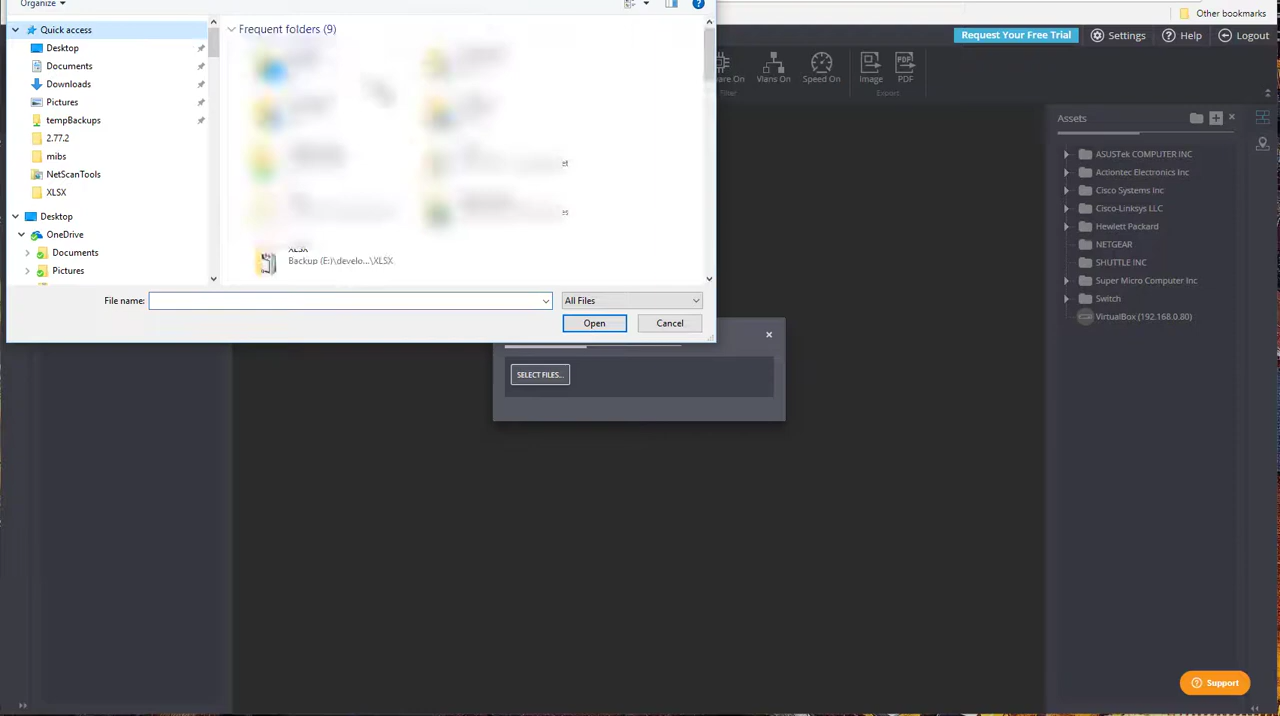 Organize
Other bookmarks
Quick access
Desktop
Documents
Downloads
Pictures
tempBackups
2.77.2
mibs
NetScanTools
XLSX
Desktop
OneDrive
Documents
Pictures
Frequent folders (9)
XLSX
Backup (E:)\develo...\XLSX
File name:
All Files
Open
Cancel
Request Your Free Trial
Settings
Help
Logout
Vlans On
Speed On
Image
PDF
Filter
Export
SELECT FILES...
Assets
ASUSTek COMPUTER INC
Actiontec Electronics Inc
Cisco Systems Inc
Cisco-Linksys LLC
Hewlett Packard
NETGEAR
SHUTTLE INC
Super Micro Computer Inc
Switch
VirtualBox (192.168.0.80)
Support